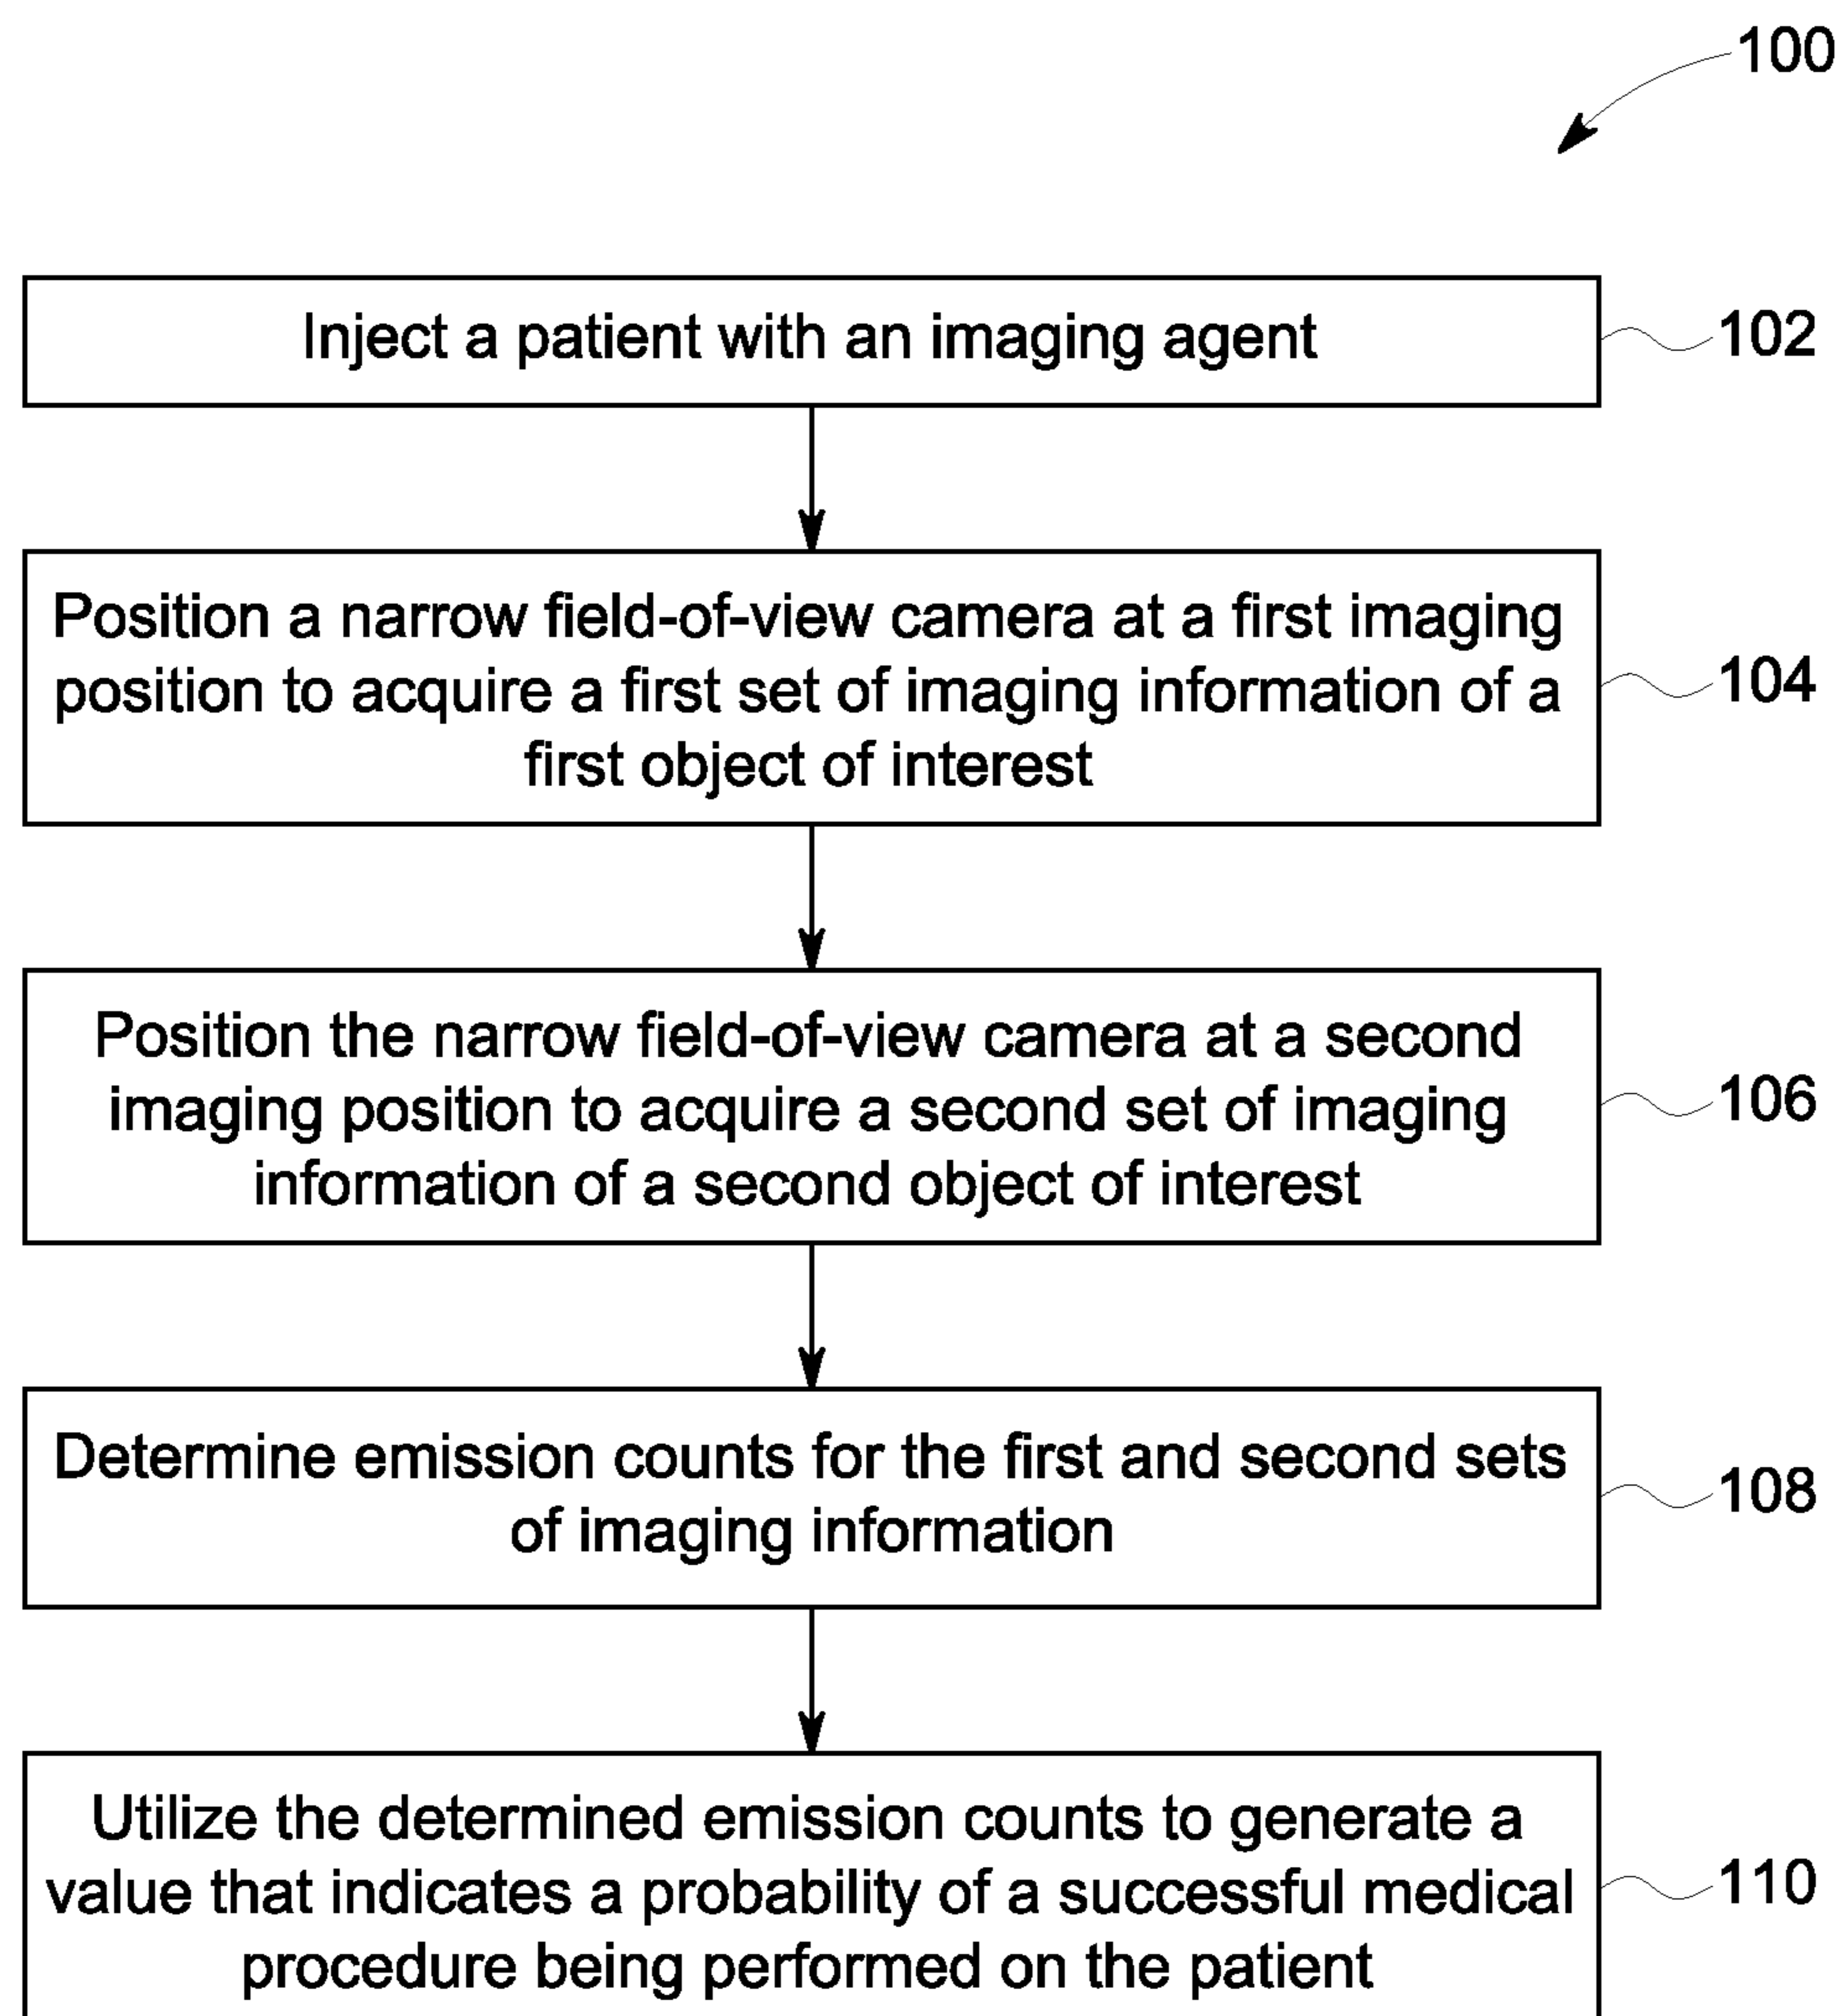 100
Inject a patient with an imaging agent
102
Position a narrow field-of-view camera at a first imaging
position to acquire a first set of imaging information of a
first object of interest
104
Position the narrow field-of-view camera at a second
imaging position to acquire a second set of imaging
information of a second object of interest
106
Determine emission counts for the first and second sets
of imaging information
108
Utilize the determined emission counts to generate a
value that indicates a probability of a successful medical
procedure being performed on the patient
110